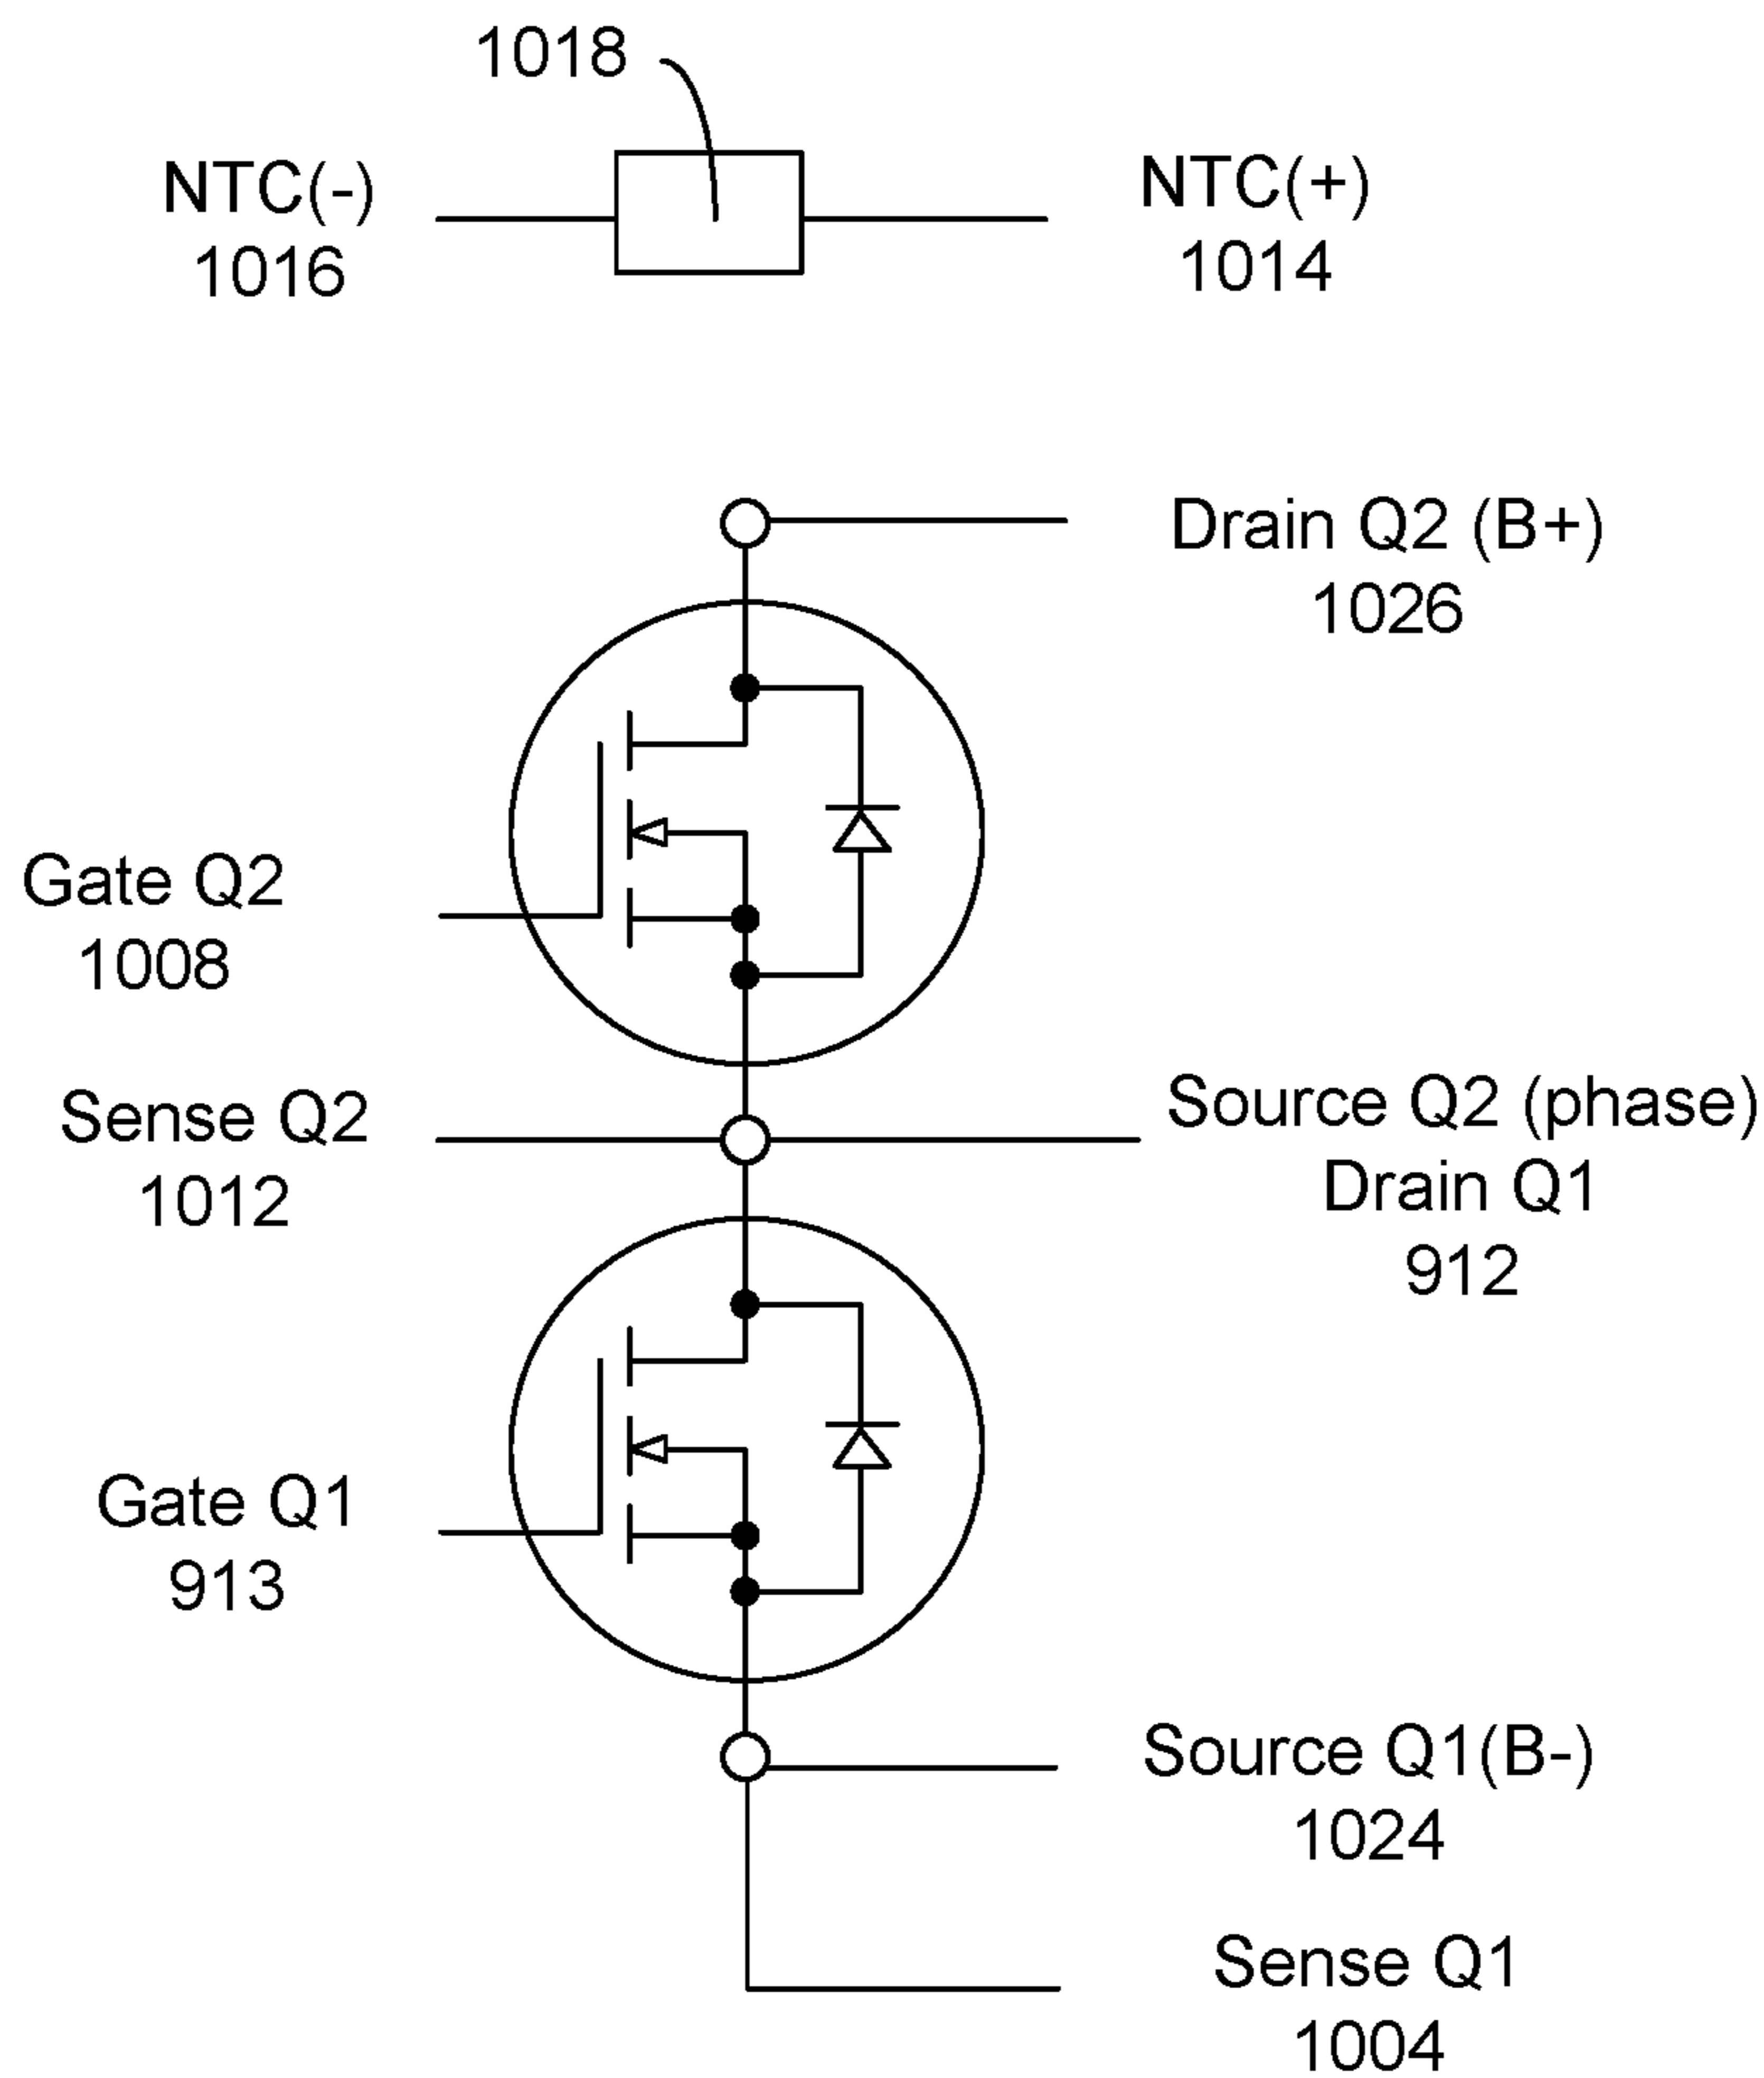 1018
NTC(-)
1016
NTC(+)
1014
Drain Q2 (B+)
1026
Gate Q2
1008
Sense Q2
1012
Source Q2 (phase)
Drain Q1
912
Gate Q1
913
Source Q1(B-)
1024
Sense Q1
1004